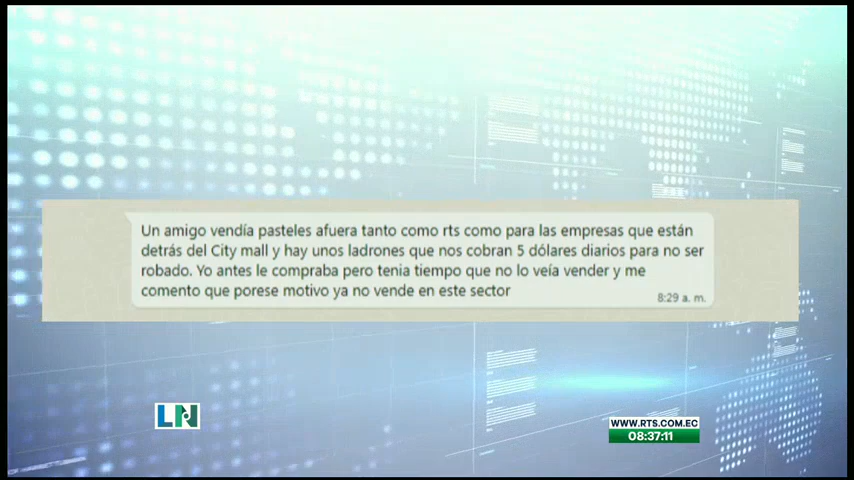 Un amigo vendía pasteles afuera tanto como rts como para las empresas que están
detrás del City mall y hay unos ladrones que nos cobran 5 dólares diarios para no ser
robado. Yo antes le compraba pero tenia tiempo que no lo veía vender y me
comento que porese motivo ya no vende en este sector
8:29 a. m.
LN
WWW.RTS.COM.EC
08:37:11